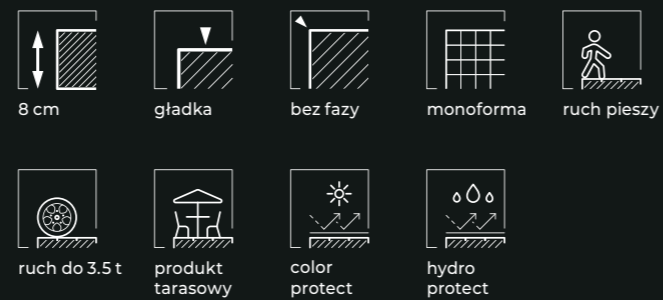 8 cm
gładka
bez fazy
monoforma
ruch pieszy
ruch do 3.5 t
produkt
tarasowy
color
protect
hydro
protect